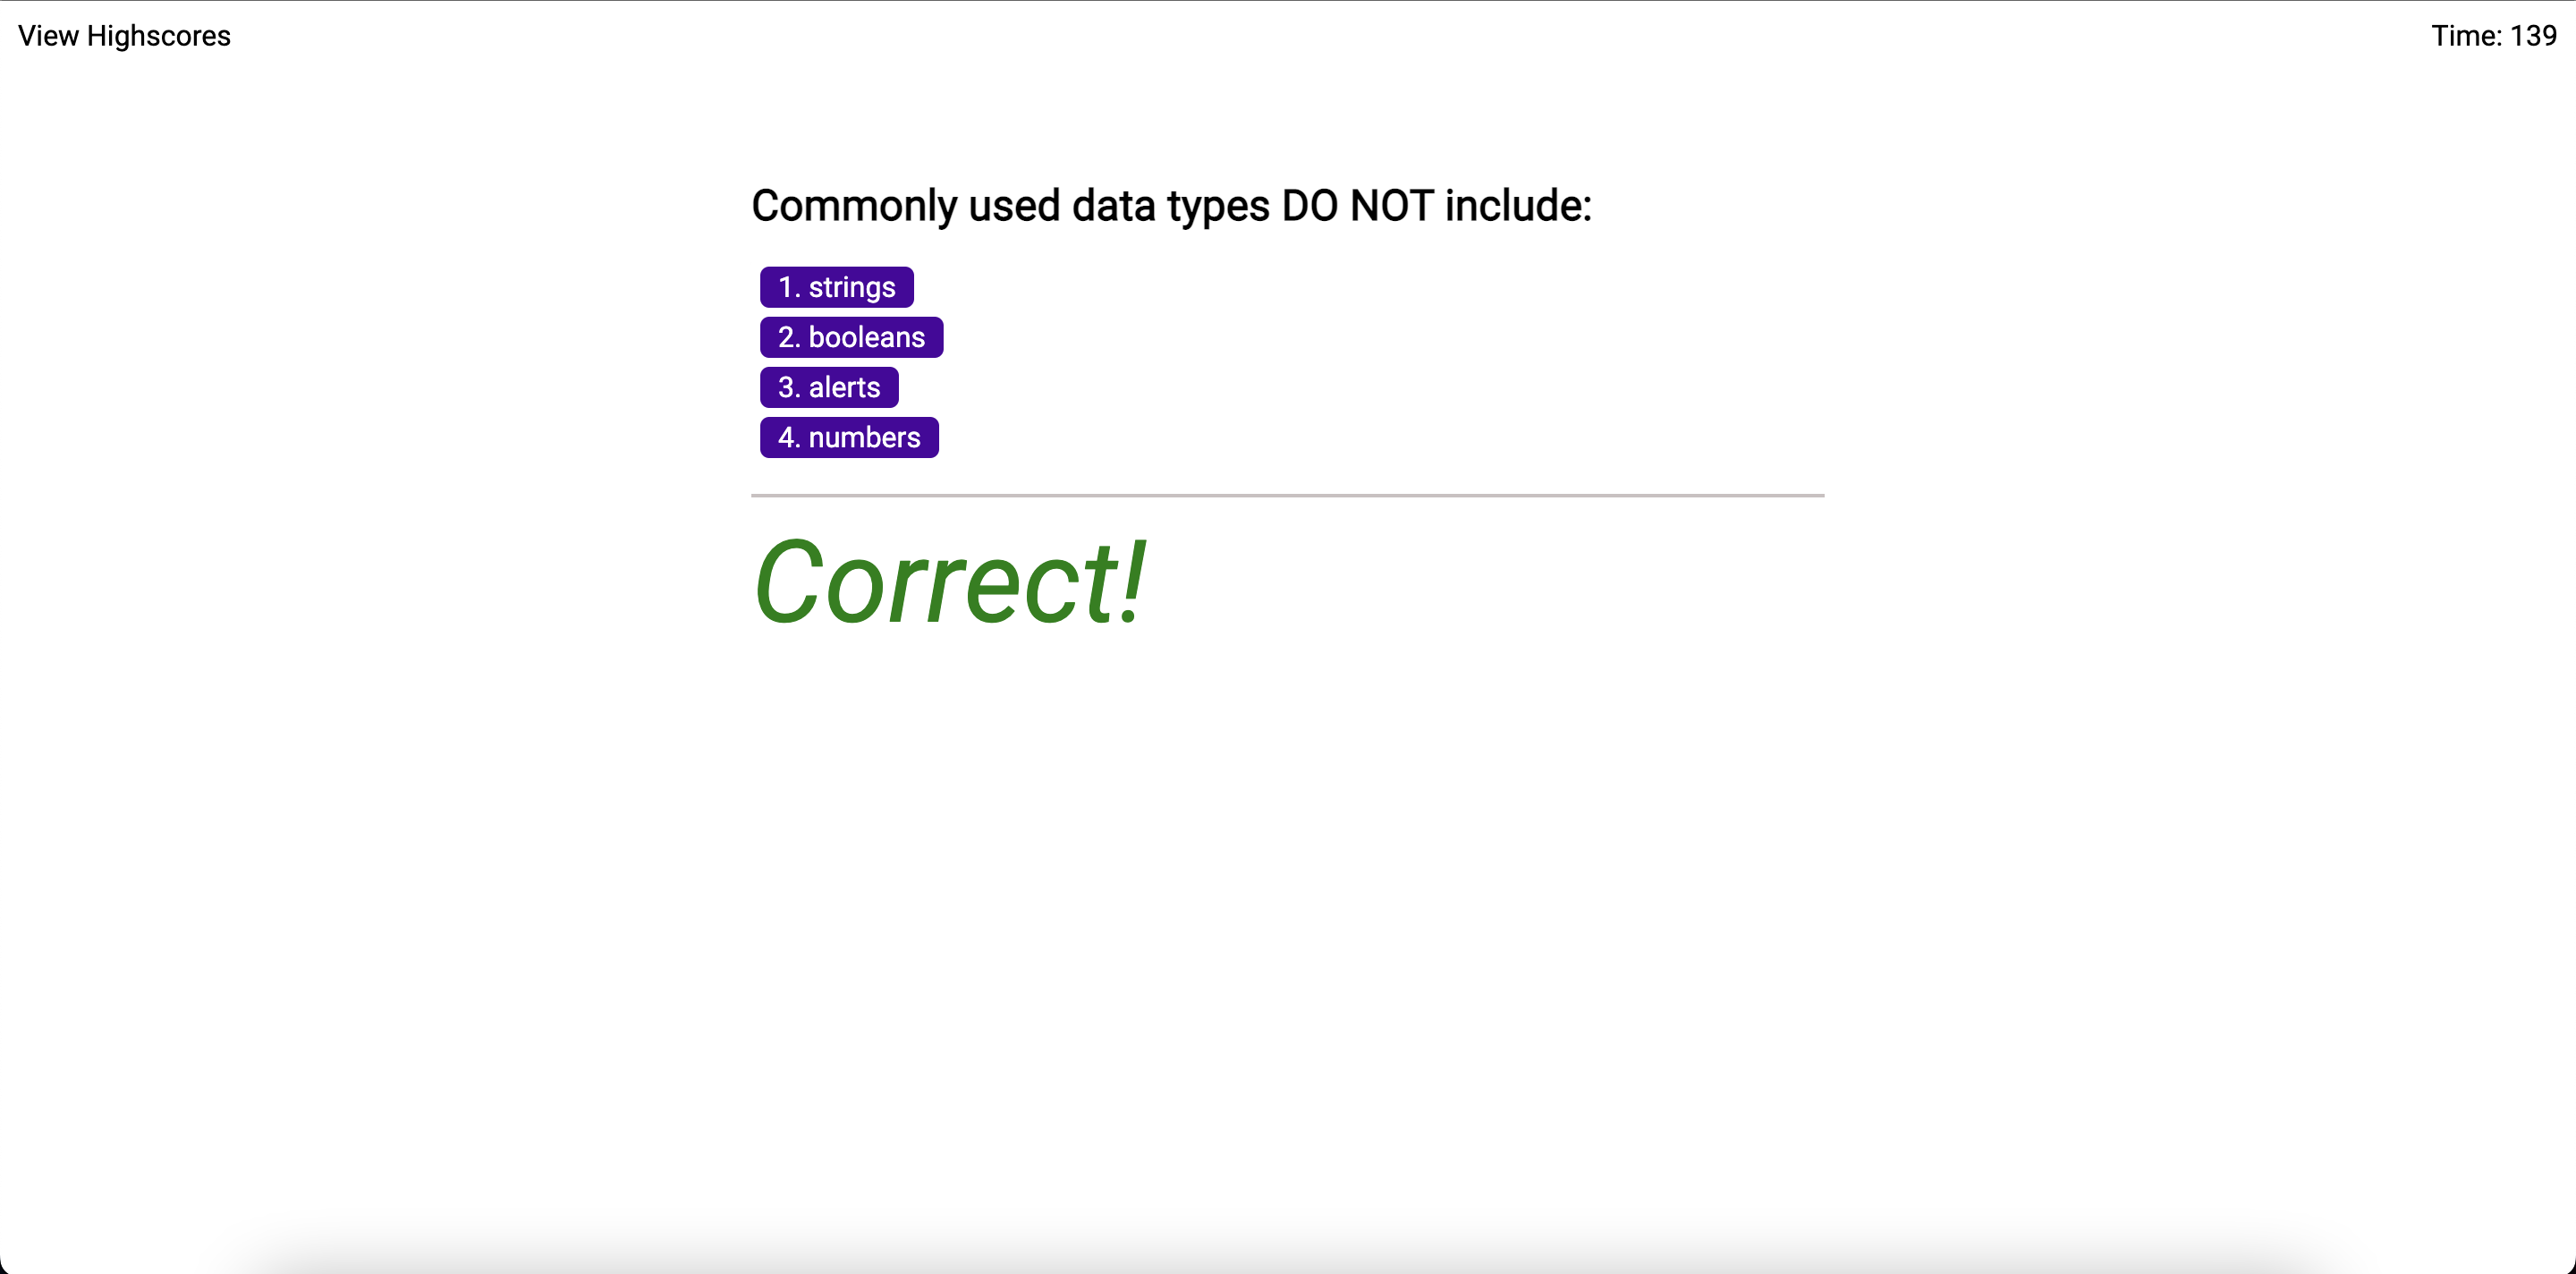 View Highscores
Time: 139
Commonly used data types DO NOT include:
1. strings
2. booleans
3. alerts
4. numbers
Correct!